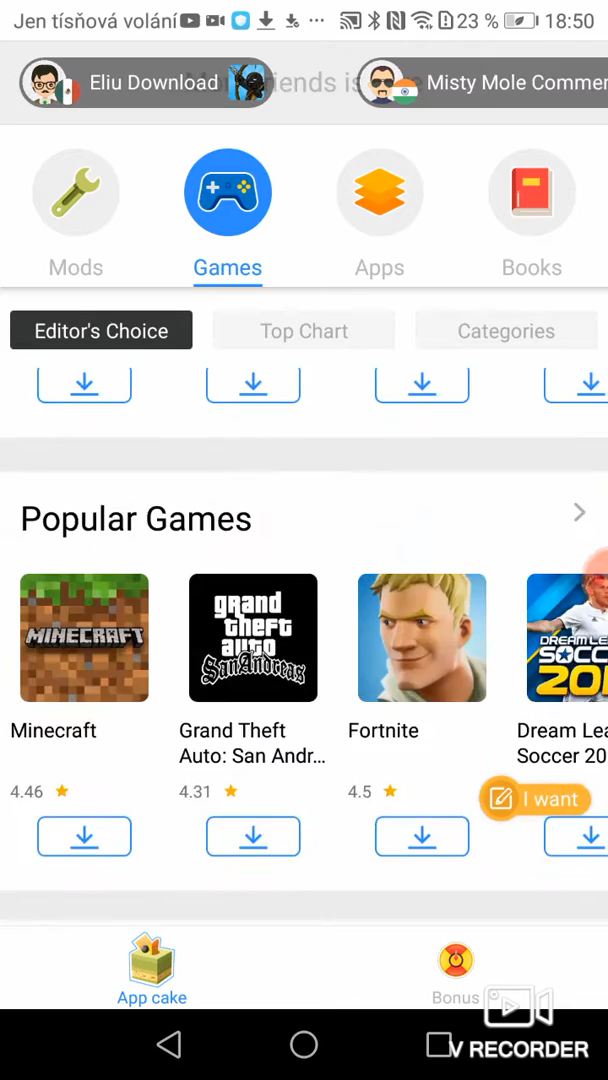 Jen tísňová volání ··· 23 % 18:50
Eliu Download Misty Mole Commen
Mods Games Apps Books
Editor's Choice Top Chart Categories
Popular Games
MINECRAFT
grand
theft
auto
San Andreas
DREAM LE
SOCC
20
Minecraft
Grand Theft
Auto: San Andr...
Fortnite
Dream Lea
Soccer 20
4.46 4.31 4.5
I want
App cake Bonus
V RECORDER